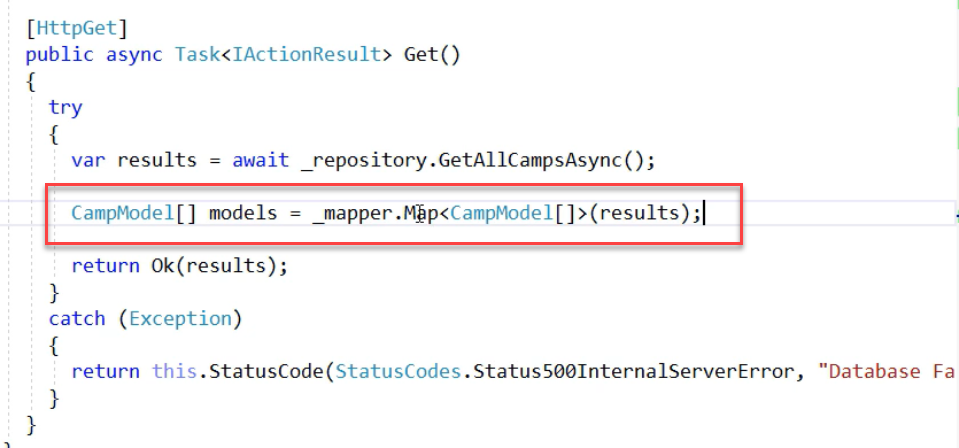 [HttpGet]
public async Task<IActionResult> Get()
{
try
{
var results = await _repository.GetAllCampsAsync();
CampModel[] models = _mapper.Map<CampModel[]>(results);
return Ok(results);
}
catch (Exception)
{
return this.StatusCode(StatusCodes.Status500InternalServerError, "Database Fa
}
}